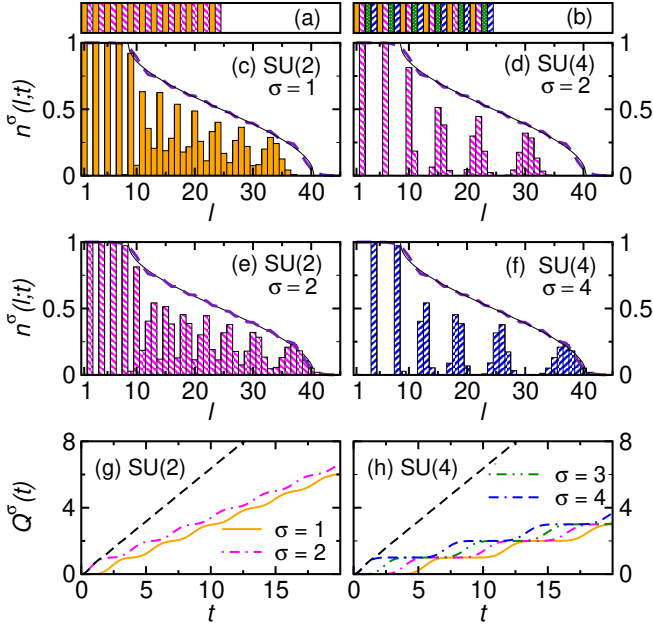 (a) (b)
(c) SU(2) (d) SU(4)
σ = 1 σ = 2
n^σ(l;t)
1 0.5 0
1 10 20 30 40
l
1 10 20 30 40
l
1 0.5 0
(e) SU(2) (f) SU(4)
σ = 2 σ = 4
n^σ(l;t)
1 0.5 0
1 10 20 30 40
l
1 10 20 30 40
l
1 0.5 0
(g) SU(2) (h) SU(4)
Q^σ(t)
8 4 0
σ = 1
σ = 2
σ = 3
σ = 4
0 5 10 15
t
0 5 10 15
t
8 4 0